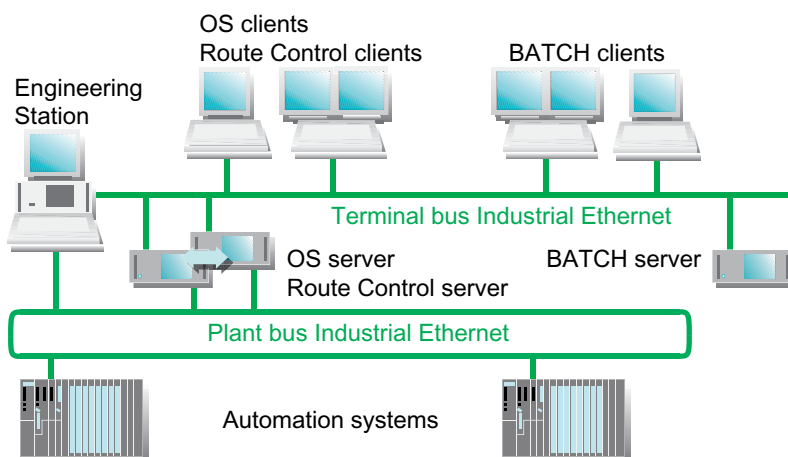 OS clients
Route Control clients
BATCH clients
Engineering
Station
Terminal bus Industrial Ethernet
OS server
Route Control server
BATCH server
Plant bus Industrial Ethernet
Automation systems